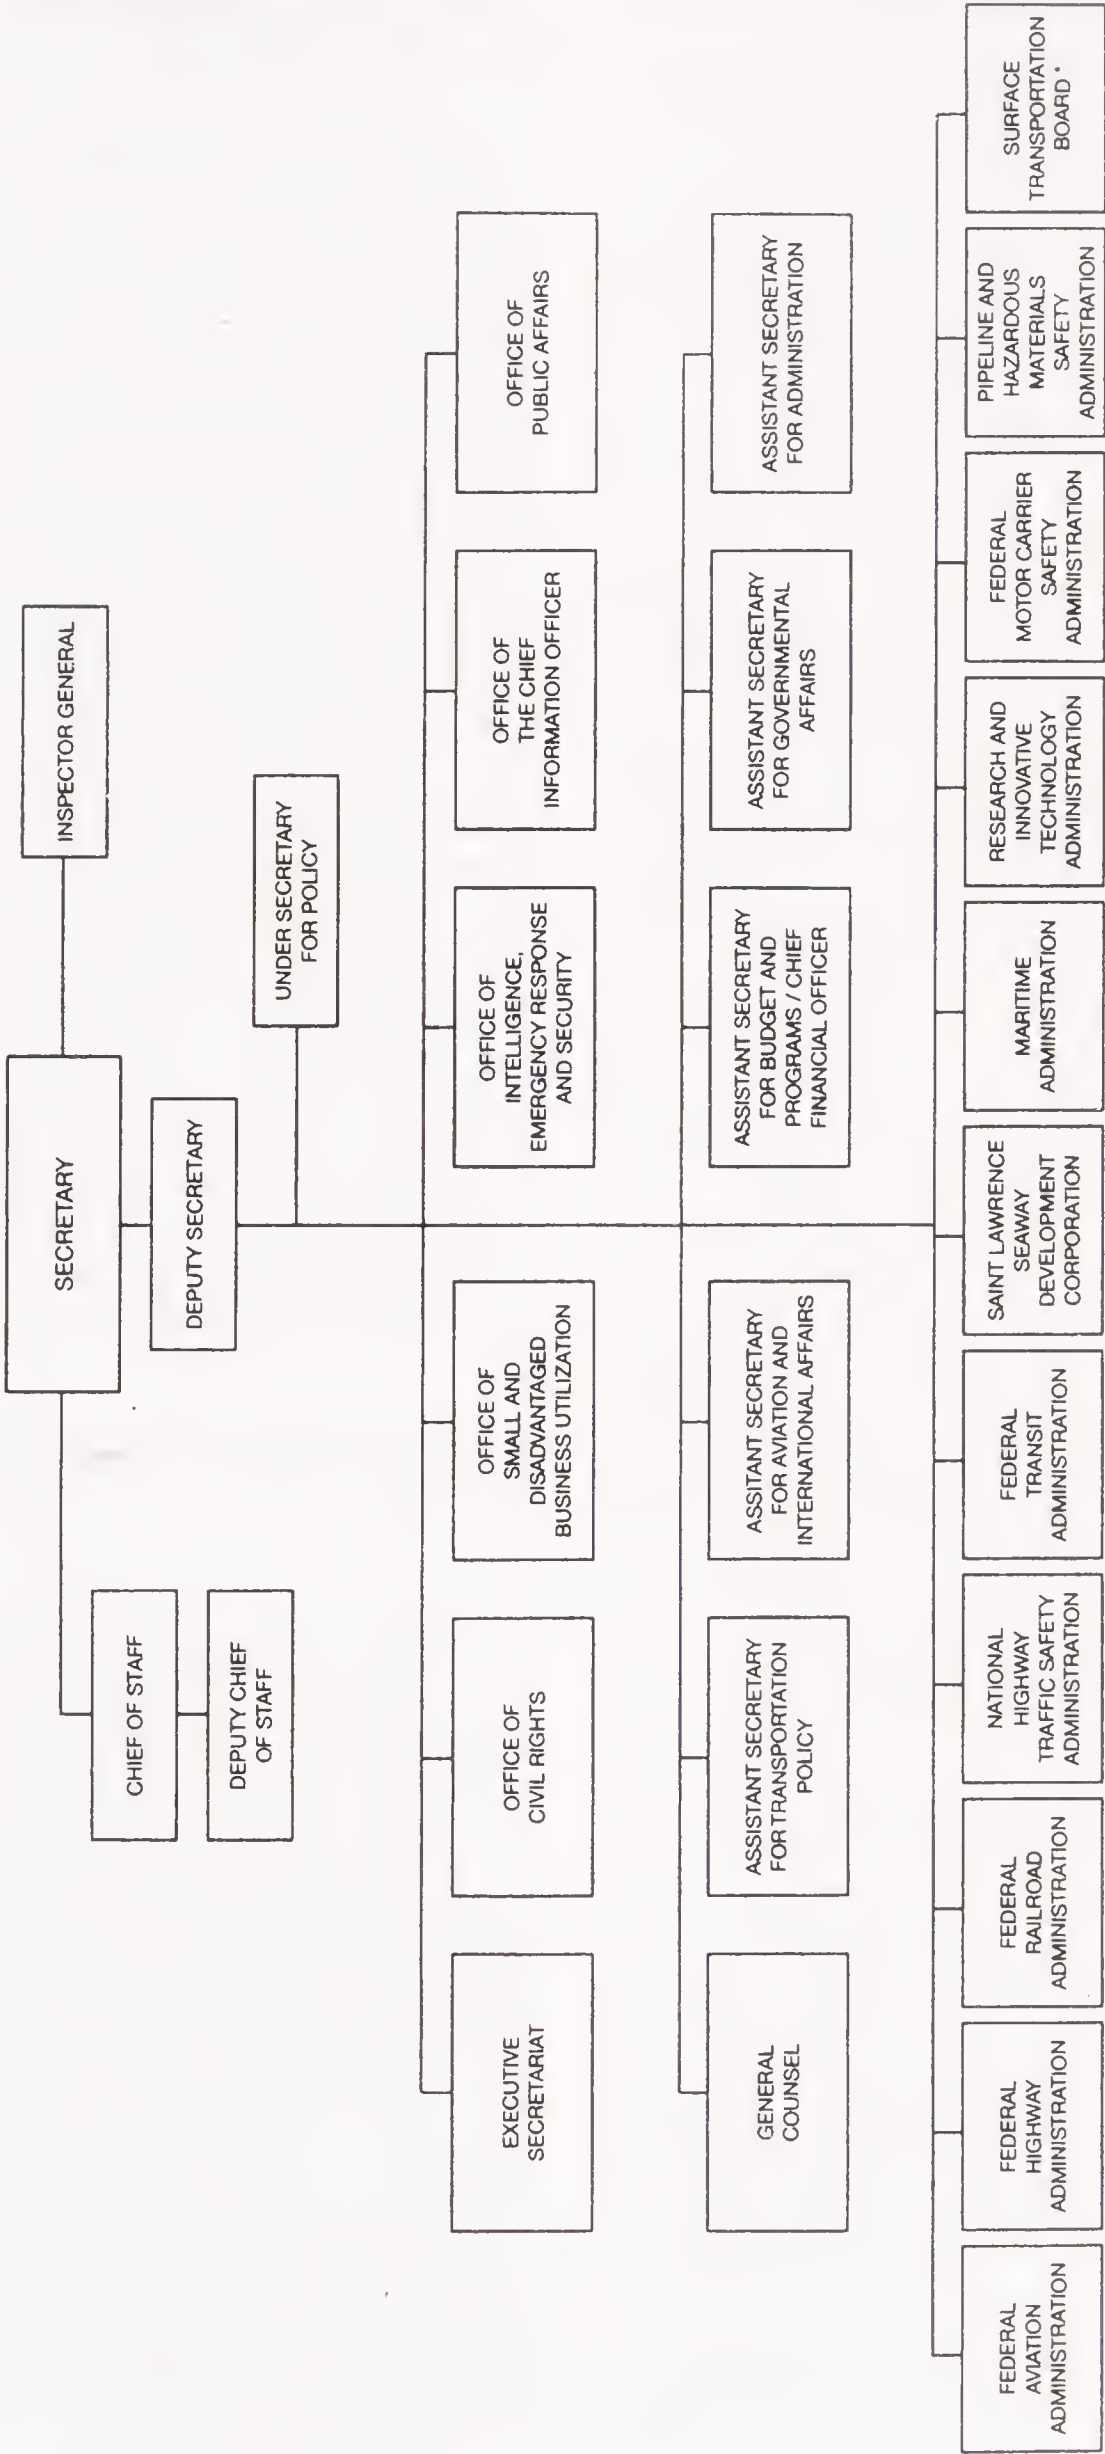 SECRETARY
INSPECTOR GENERAL
CHIEF OF STAFF
DEPUTY CHIEF
OF STAFF
DEPUTY SECRETARY
UNDER SECRETARY
FOR POLICY
EXECUTIVE
SECRETARIAT
OFFICE OF
CIVIL RIGHTS
OFFICE OF
SMALL AND
DISADVANTAGED
BUSINESS UTILIZATION
OFFICE OF
INTELLIGENCE,
EMERGENCY RESPONSE
AND SECURITY
OFFICE OF
THE CHIEF
INFORMATION OFFICER
OFFICE OF
PUBLIC AFFAIRS
GENERAL
COUNSEL
ASSISTANT SECRETARY
FOR TRANSPORTATION
POLICY
ASSITANT SECRETARY
FOR AVIATION AND
INTERNATIONAL AFFAIRS
ASSISTANT SECRETARY
FOR BUDGET AND
PROGRAMS / CHIEF
FINANCIAL OFFICER
ASSISTANT SECRETARY
FOR GOVERNMENTAL
AFFAIRS
ASSISTANT SECRETARY
FOR ADMINISTRATION
FEDERAL
AVIATION
ADMINISTRATION
FEDERAL
HIGHWAY
ADMINISTRATION
FEDERAL
RAILROAD
ADMINISTRATION
NATIONAL
HIGHWAY
TRAFFIC SAFETY
ADMINISTRATION
FEDERAL
TRANSIT
ADMINISTRATION
SAINT LAWRENCE
SEAWAY
DEVELOPMENT
CORPORATION
MARITIME
ADMINISTRATION
RESEARCH AND
INNOVATIVE
TECHNOLOGY
ADMINISTRATION
FEDERAL
MOTOR CARRIER
SAFETY
ADMINISTRATION
PIPELINE AND
HAZARDOUS
MATERIALS
SAFETY
ADMINISTRATION
SURFACE
TRANSPORTATION
BOARD *